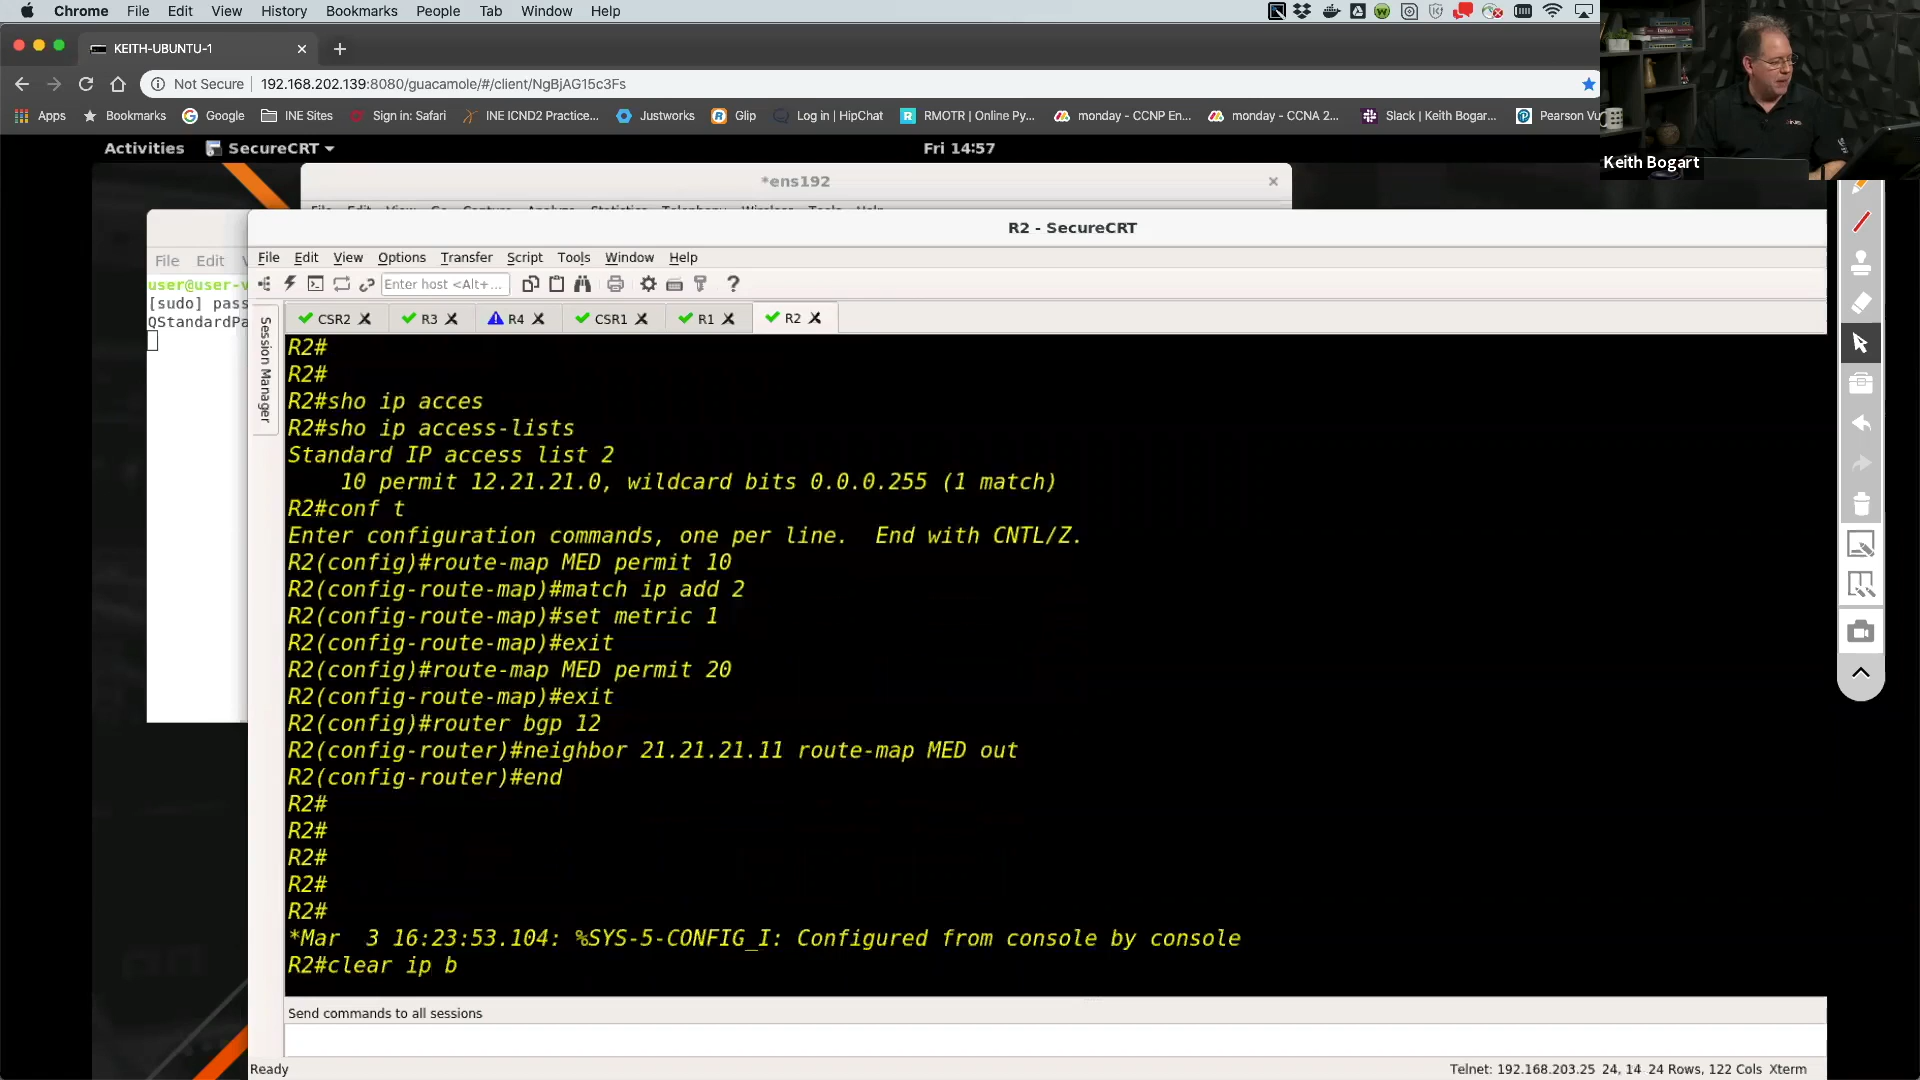 Chrome File Edit View History Bookmarks People Tab Window Help
KEITH-UBUNTU-1
Not Secure 192.168.202.139:8080/guacamole/#/client/NgBjAG15c3Fs
Apps Bookmarks Google INE Sites Sign in: Safari INE ICND2 Practice... Justworks Glip Log in | HipChat RMOTR | Online Py... monday - CCNP En... monday - CCNA 2... Slack | Keith Bogar... Pearson Vu
Keith Bogart
Activities SecureCRT Fri 14:57
*ens192
File Edit View Go Capture Analyze Statistics Telephony Wireless Tools Help
R2 - SecureCRT
File Edit V
user@user-v
[sudo] pass
QStandardPa
File Edit View Options Transfer Script Tools Window Help
Enter host <Alt+...
Session Manager
CSR2 R3 R4 CSR1 R1 R2
R2#
R2#
R2#sho ip acces
R2#sho ip access-lists
Standard IP access list 2
10 permit 12.21.21.0, wildcard bits 0.0.0.255 (1 match)
R2#conf t
Enter configuration commands, one per line. End with CNTL/Z.
R2(config)#route-map MED permit 10
R2(config-route-map)#match ip add 2
R2(config-route-map)#set metric 1
R2(config-route-map)#exit
R2(config)#route-map MED permit 20
R2(config-route-map)#exit
R2(config)#router bgp 12
R2(config-router)#neighbor 21.21.21.11 route-map MED out
R2(config-router)#end
R2#
R2#
R2#
R2#
R2#
*Mar 3 16:23:53.104: %SYS-5-CONFIG_I: Configured from console by console
R2#clear ip b
Send commands to all sessions
Ready
Telnet: 192.168.203.25 24, 14 24 Rows, 122 Cols Xterm